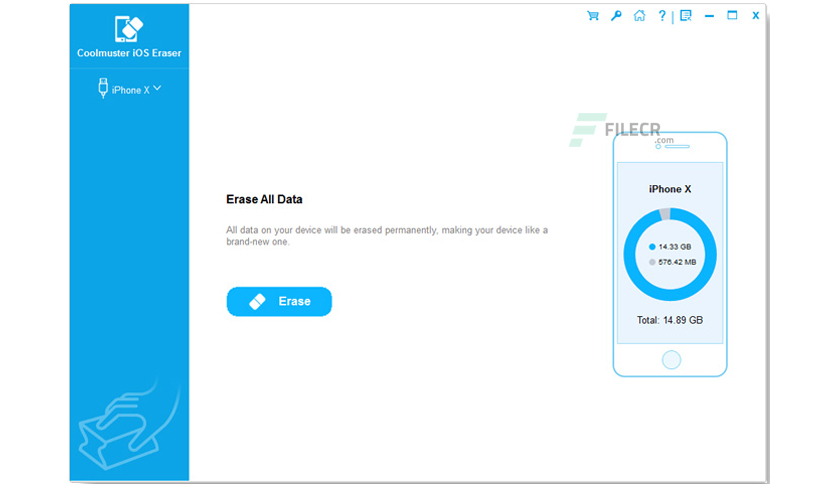 Coolmuster iOS Eraser
iPhone X
?
FILECR
.com
iPhone X
Erase All Data
14.33 GB
All data on your device will be erased permanently, making your device like a
brand-new one.
576.42 MB
Erase
Total: 14.89 GB